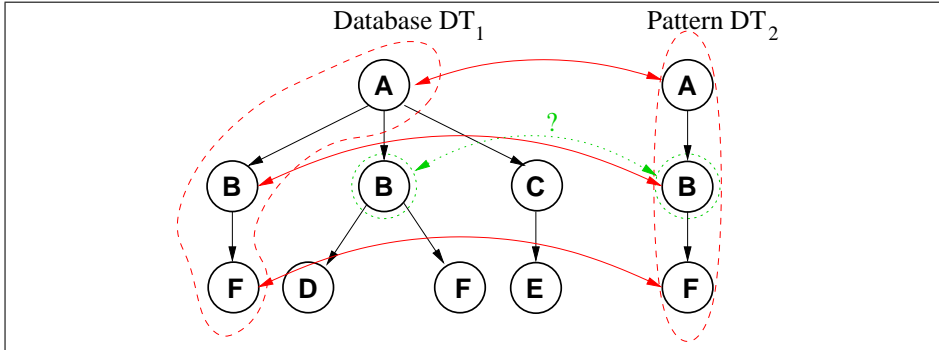 Database DT1 Pattern DT2
A A
?
B B C B
F D F E F